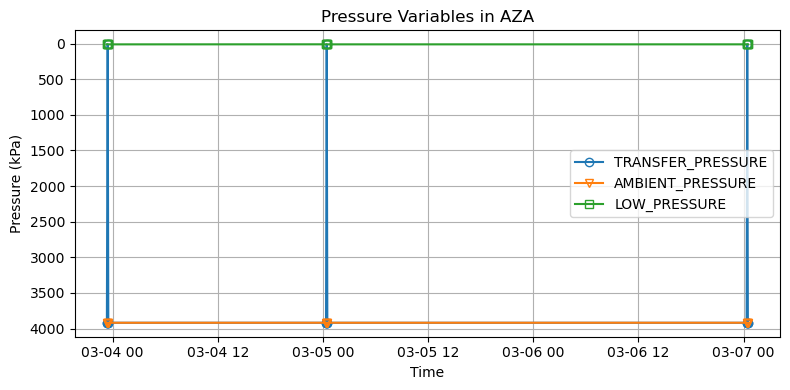 Pressure Variables in AZA
Pressure (kPa)
0
500
1000
1500
2000
2500
3000
3500
4000
TRANSFER_PRESSURE
AMBIENT_PRESSURE
LOW_PRESSURE
03-04 00 03-04 12 03-05 00 03-05 12 03-06 00 03-06 12 03-07 00
Time